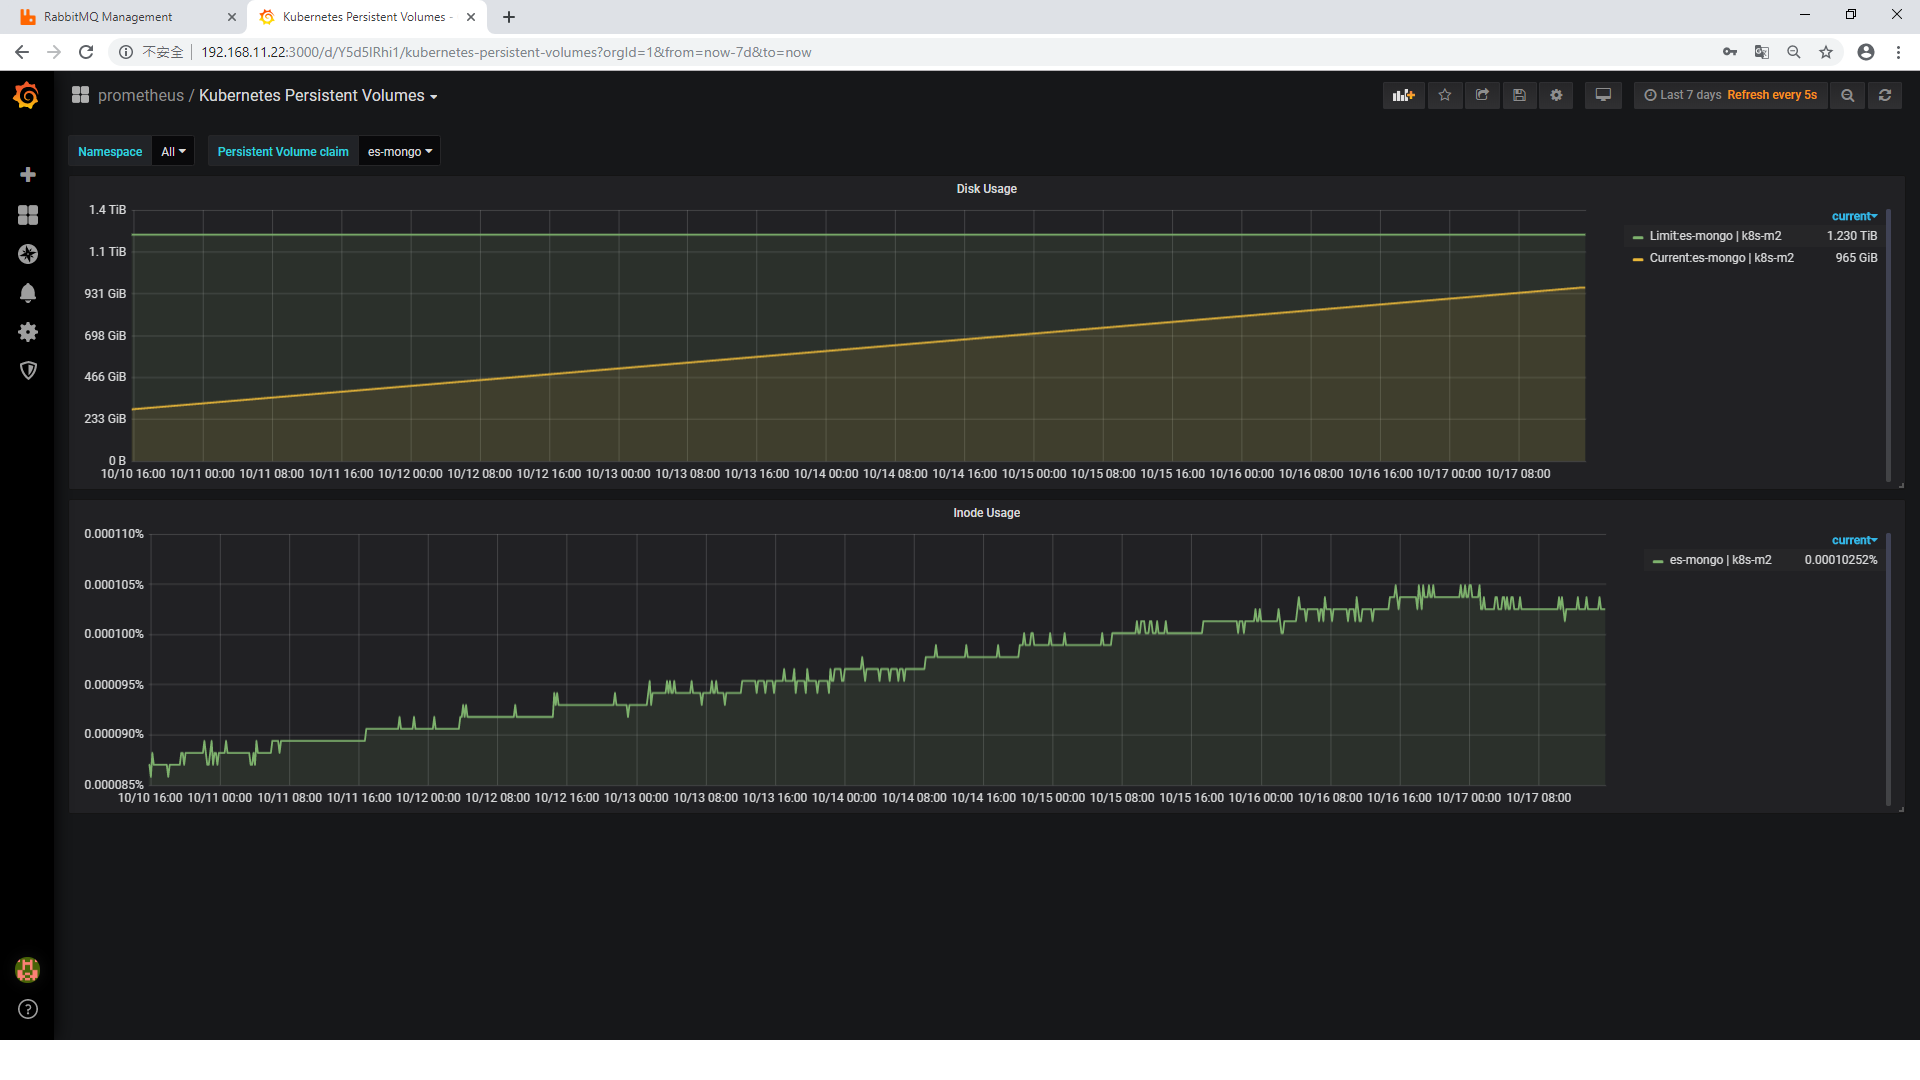 RabbitMQ Management
Kubernetes Persistent Volumes -
不安全
192.168.11.22:3000/d/Y5d5lRhi1/kubernetes-persistent-volumes?orgId=1&from=now-7d&to=now
prometheus / Kubernetes Persistent Volumes
Last 7 days Refresh every 5s
Namespace All Persistent Volume claim es-mongo
Disk Usage
1.4 TiB
1.1 TiB
931 GiB
698 GiB
466 GiB
233 GiB
0 B
10/10 16:00 10/11 00:00 10/11 08:00 10/11 16:00 10/12 00:00 10/12 08:00 10/12 16:00 10/13 00:00 10/13 08:00 10/13 16:00 10/14 00:00 10/14 08:00 10/14 16:00 10/15 00:00 10/15 08:00 10/15 16:00 10/16 00:00 10/16 08:00 10/16 16:00 10/17 00:00 10/17 08:00
current
Limit:es-mongo | k8s-m2 1.230 TiB
Current:es-mongo | k8s-m2 965 GiB
Inode Usage
0.000110%
0.000105%
0.000100%
0.000095%
0.000090%
0.000085%
10/10 16:00 10/11 00:00 10/11 08:00 10/11 16:00 10/12 00:00 10/12 08:00 10/12 16:00 10/13 00:00 10/13 08:00 10/13 16:00 10/14 00:00 10/14 08:00 10/14 16:00 10/15 00:00 10/15 08:00 10/15 16:00 10/16 00:00 10/16 08:00 10/16 16:00 10/17 00:00 10/17 08:00
current
es-mongo | k8s-m2 0.00010252%